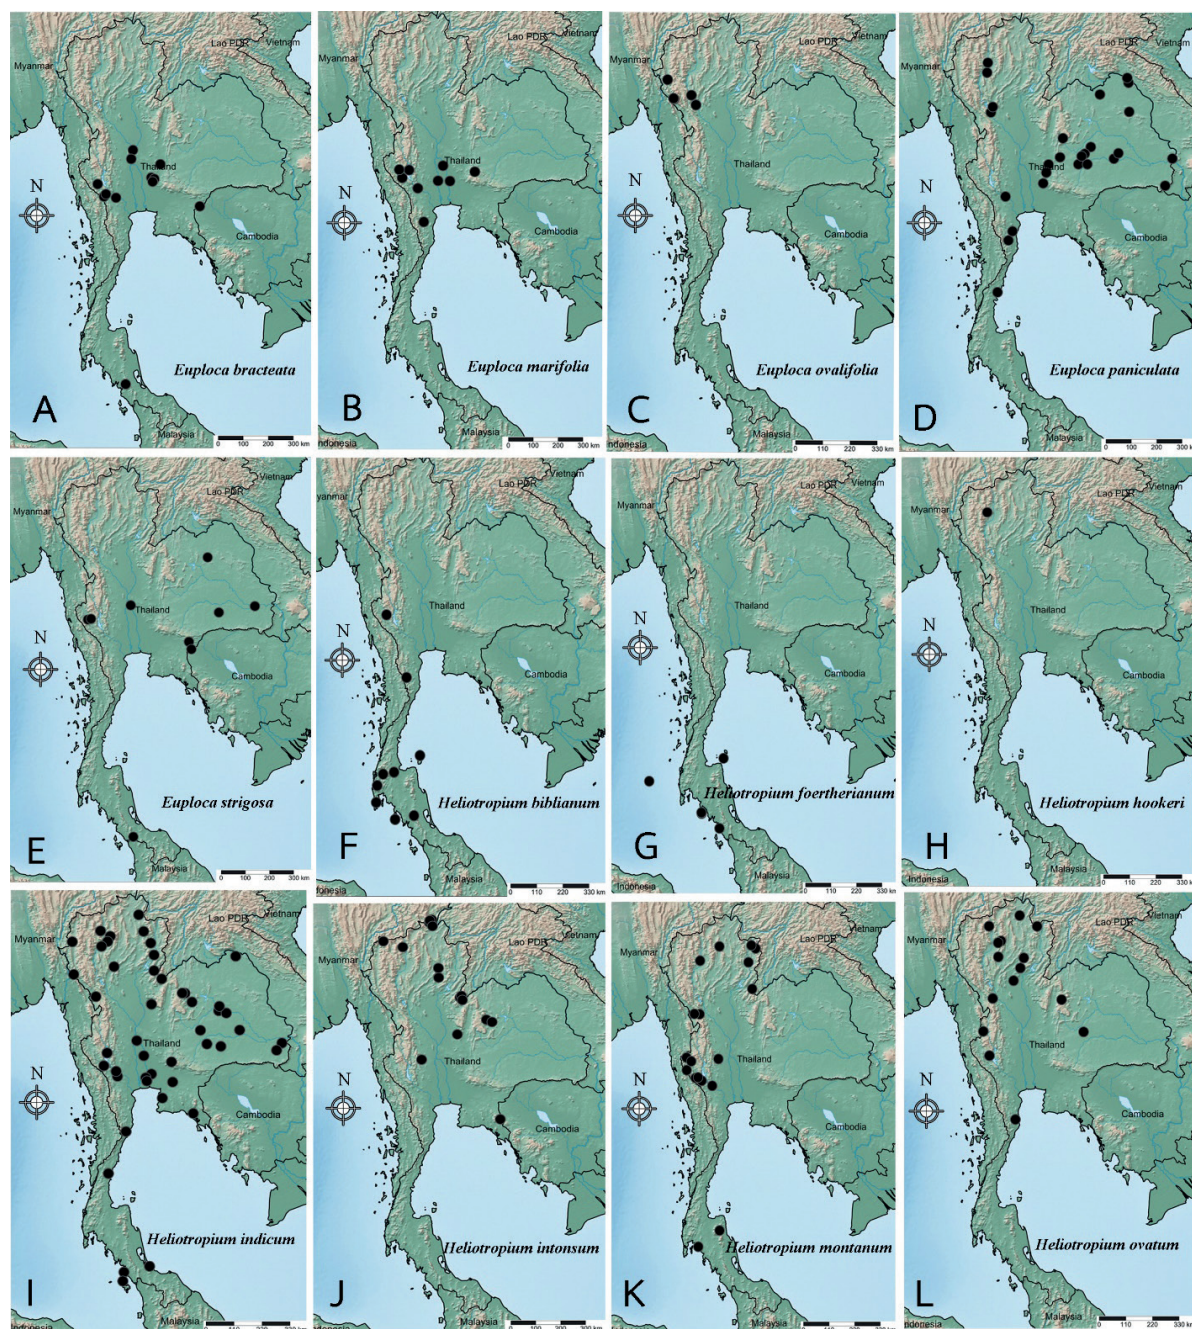 Myanmar
Lao PDR
Vietnam
Thailand
Cambodia
N
Euploca bracteata
A
Malaysia
0 100 200 300 km
Myanmar
Lao PDR
Vietnam
Thailand
Cambodia
N
Euploca marifolia
B
Malaysia
Indonesia
0 100 200 300 km
Myanmar
Lao PDR
Vietnam
Thailand
Cambodia
N
Euploca ovalifolia
C
Malaysia
Indonesia
0 110 220 330 km
Myanmar
Lao PDR
Vietnam
Thailand
Cambodia
N
Euploca paniculata
D
Malaysia
Indonesia
0 110 220 330 km
Myanmar
Lao PDR
Vietnam
Thailand
Cambodia
N
Euploca strigosa
E
Malaysia
0 100 200 300 km
Myanmar
Lao PDR
Vietnam
Thailand
Cambodia
N
Heliotropium biblianum
F
Malaysia
Indonesia
0 110 220 330 km
Myanmar
Lao PDR
Vietnam
Thailand
Cambodia
N
Heliotropium foertherianum
G
Malaysia
Indonesia
0 110 220 330 km
Myanmar
Lao PDR
Vietnam
Thailand
Cambodia
N
Heliotropium hookeri
H
Malaysia
Indonesia
0 110 220 330 km
Myanmar
Lao PDR
Vietnam
Thailand
Cambodia
N
Heliotropium indicum
I
Malaysia
Indonesia
Myanmar
Lao PDR
Vietnam
Thailand
Cambodia
N
Heliotropium intonsum
J
Malaysia
Indonesia
Myanmar
Lao PDR
Vietnam
Thailand
Cambodia
N
Heliotropium montanum
K
Malaysia
Indonesia
Myanmar
Lao PDR
Vietnam
Thailand
Cambodia
N
Heliotropium ovatum
L
Malaysia
Indonesia